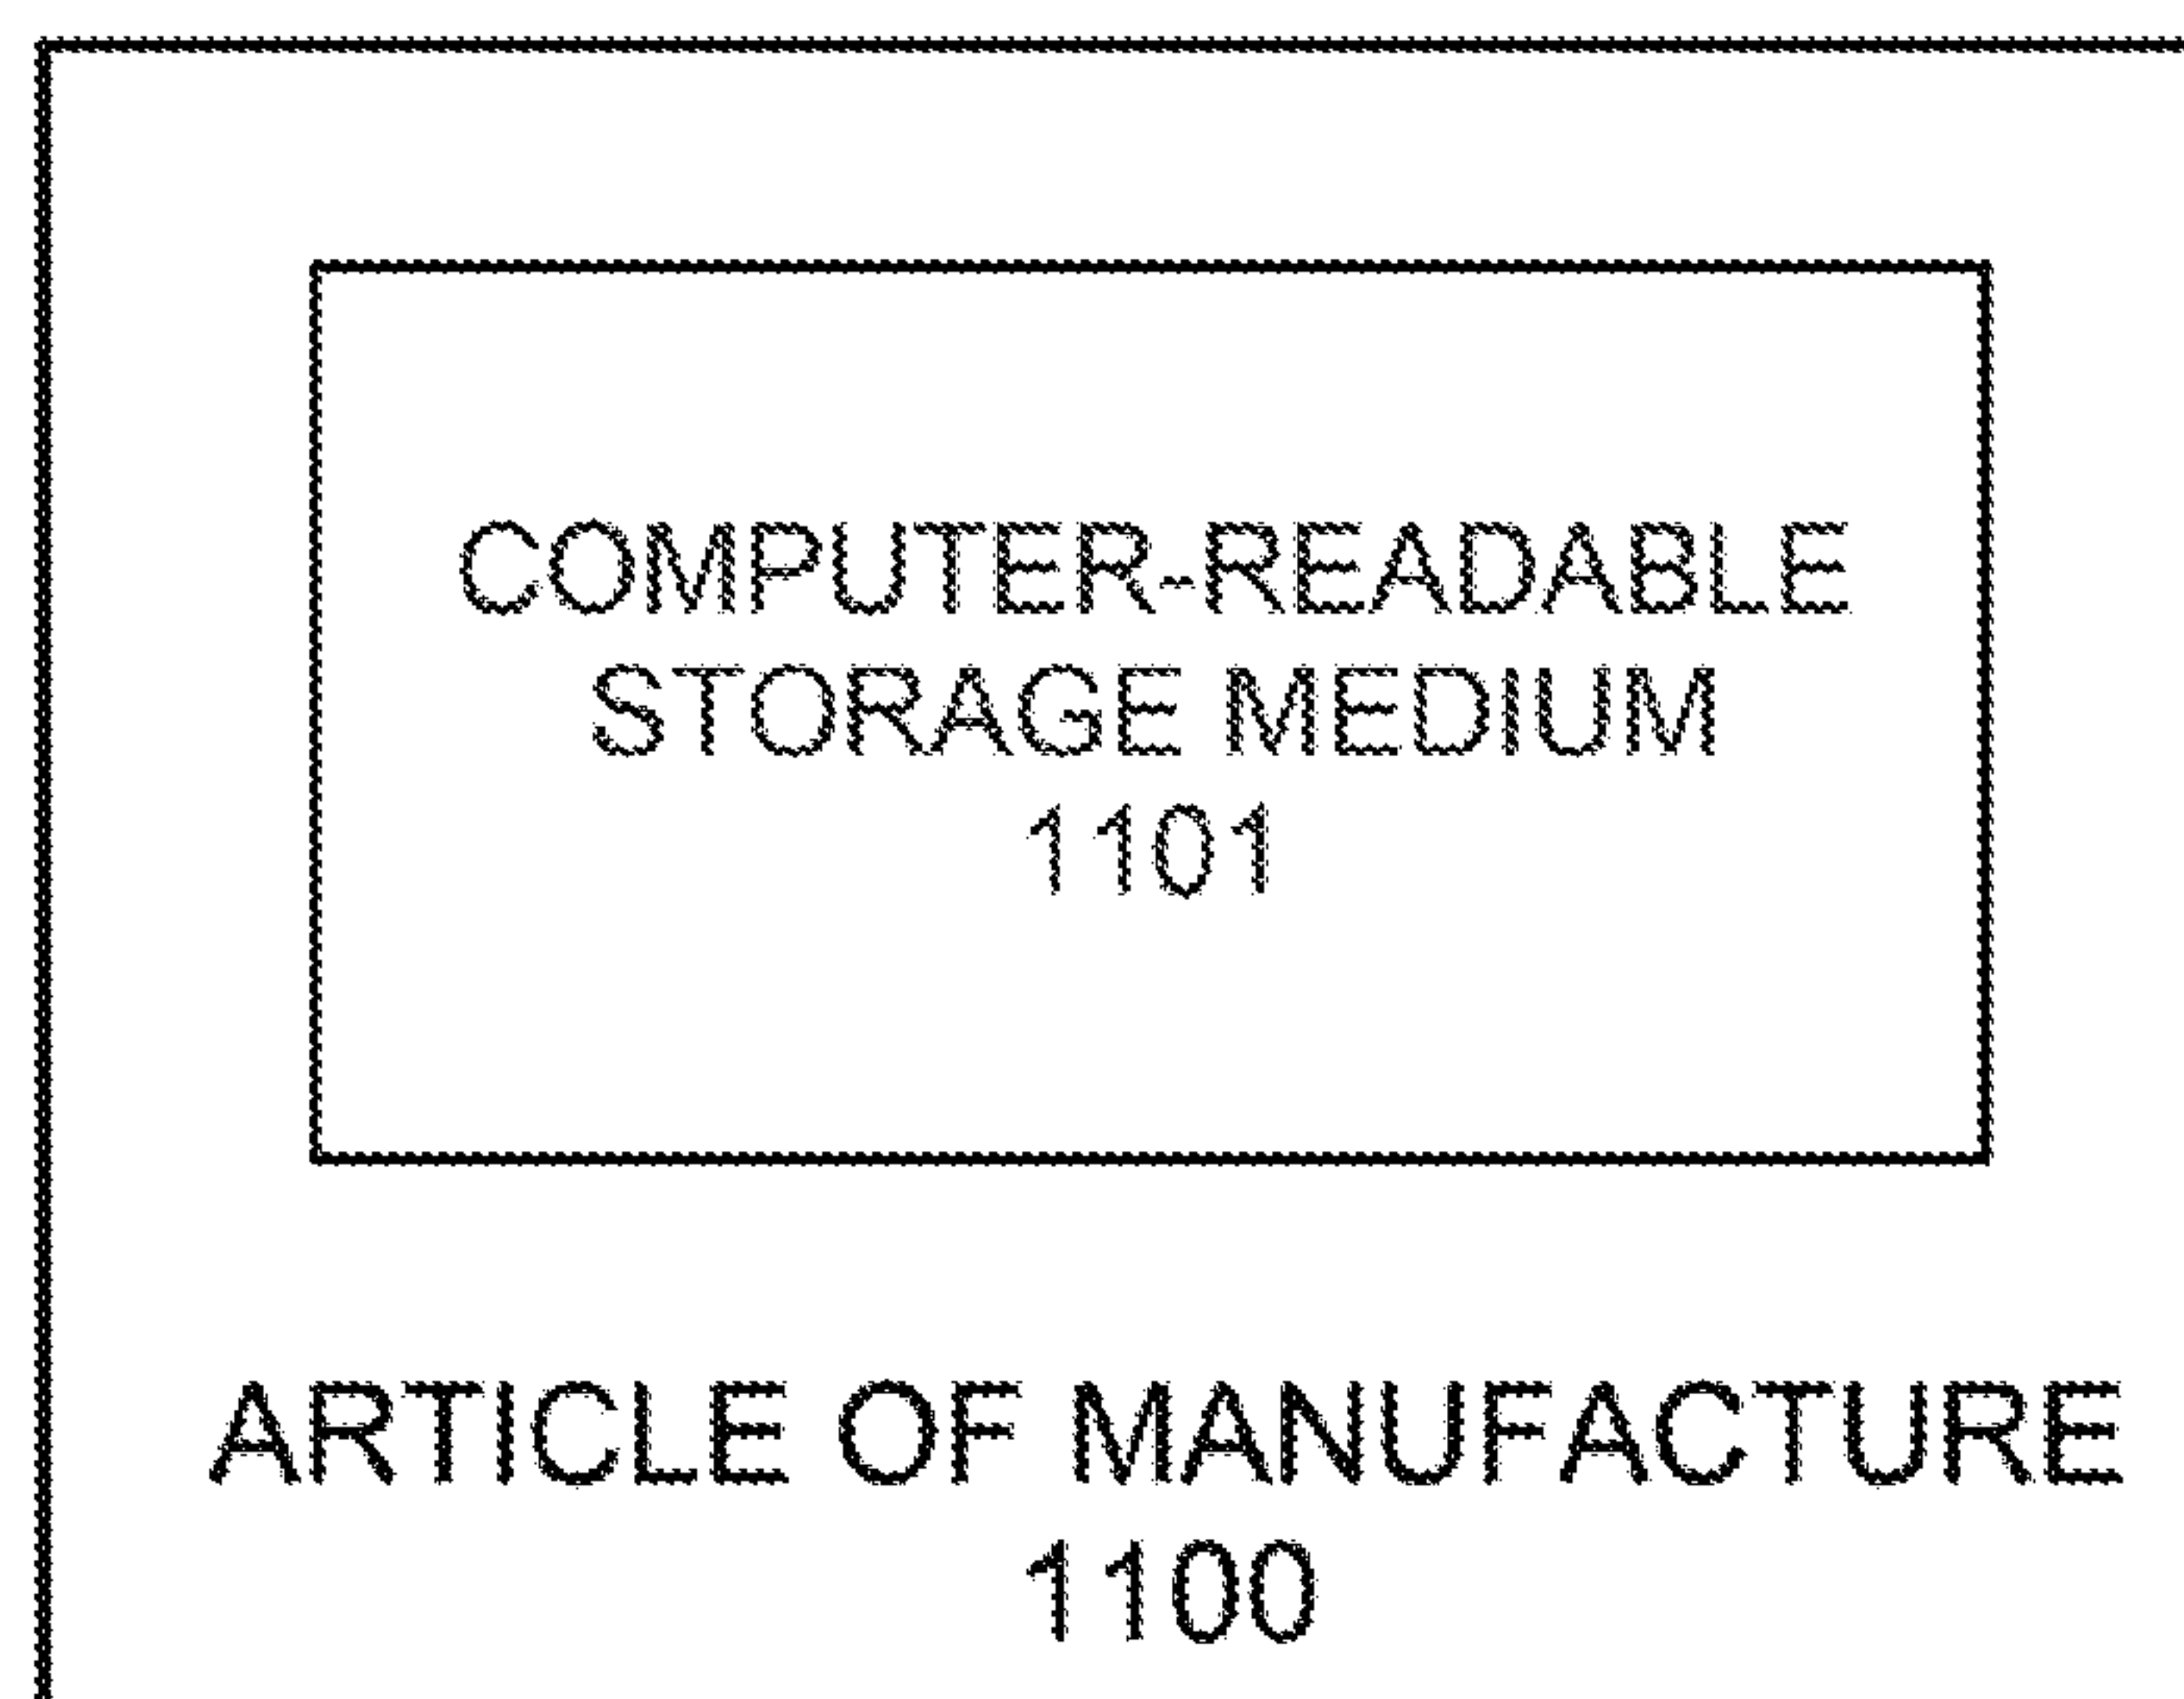 COMPUTER-READABLE
STORAGE MEDIUM
1101
ARTICLE OF MANUFACTURE
1100